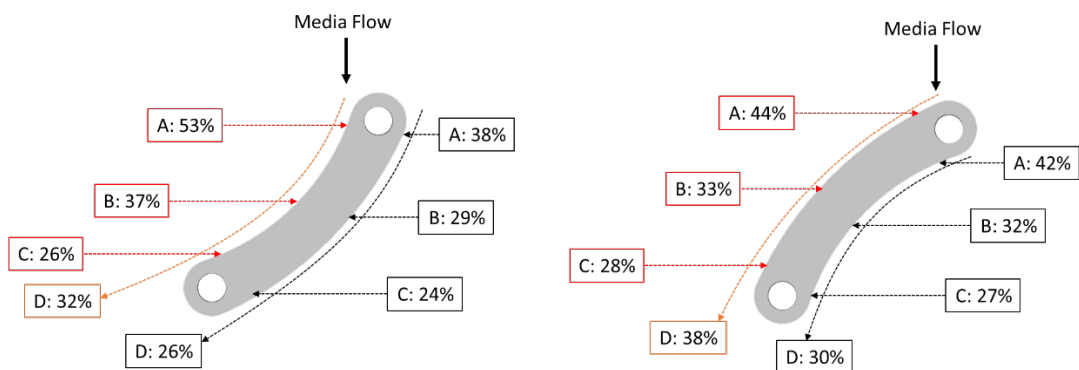 Media Flow
A: 53%
A: 38%
B: 37%
B: 29%
C: 26%
C: 24%
D: 32%
D: 26%
Media Flow
A: 44%
A: 42%
B: 33%
B: 32%
C: 28%
C: 27%
D: 38%
D: 30%